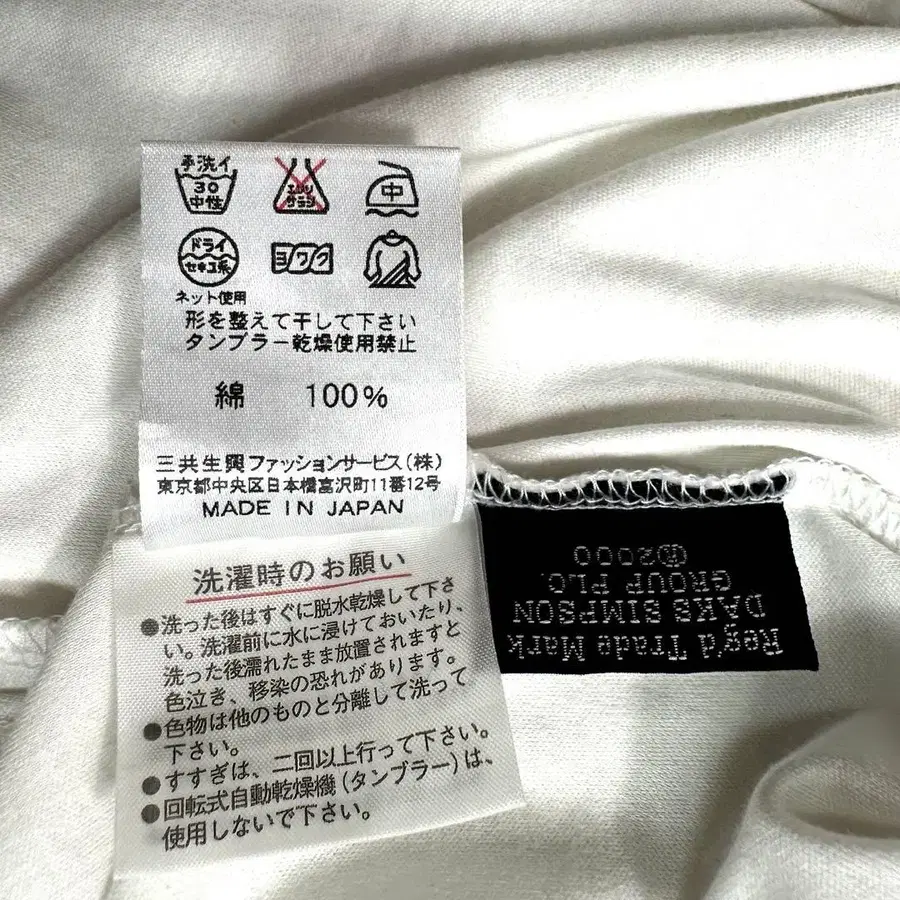 手洗イ
30
中性
エンソ
サラシ
中
ドライ
セキユ系
ヨワク
ネット使用
形を整えて干して下さい
タンブラー乾燥使用禁止
綿 100%
三共生興ファッションサービス(株)
東京都中央区日本橋富沢町11番12号
MADE IN JAPAN
洗濯時のお願い
●洗った後はすぐに脱水乾燥して下さ
い。洗濯前に水に浸けておいたり、
洗った後濡れたまま放置されますと
色泣き、移染の恐れがあります。
●色物は他のものと分離して洗って
下さい。
●すすぎは、二回以上行って下さい。
●回転式自動乾燥機(タンブラー)は、
使用しないで下さい。
Reg'd Trade Mark
DAKS SIMPSON
GROUP PLC.
®2000